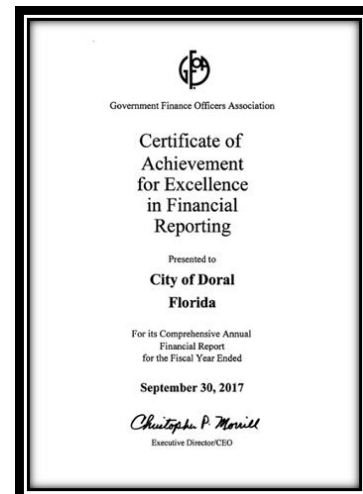 GFOA
Government Finance Officers Association
Certificate of
Achievement
for Excellence
in Financial
Reporting
Presented to
City of Doral
Florida
For its Comprehensive Annual
Financial Report
for the Fiscal Year Ended
September 30, 2017
Christopher P. Morrill
Executive Director/CEO